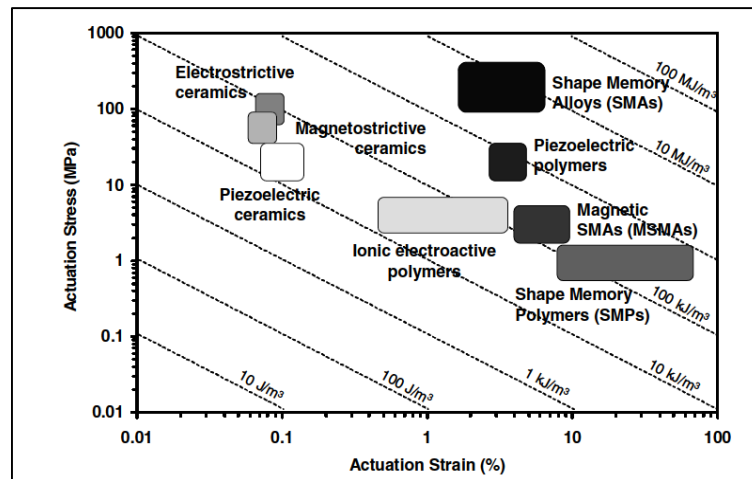 1000
100
10
1
0.1
0.01
Actuation Stress (MPa)
Electrostrictive
ceramics
Magnetostrictive
ceramics
Piezoelectric
ceramics
Ionic electroactive
polymers
Shape Memory
Alloys (SMAs)
Piezoelectric
polymers
Magnetic
SMAs (MSMAs)
Shape Memory
Polymers (SMPs)
100 MJ/m³
10 MJ/m³
100 kJ/m³
10 kJ/m³
1 kJ/m³
100 J/m³
10 J/m³
0.01
0.1
1
10
100
Actuation Strain (%)